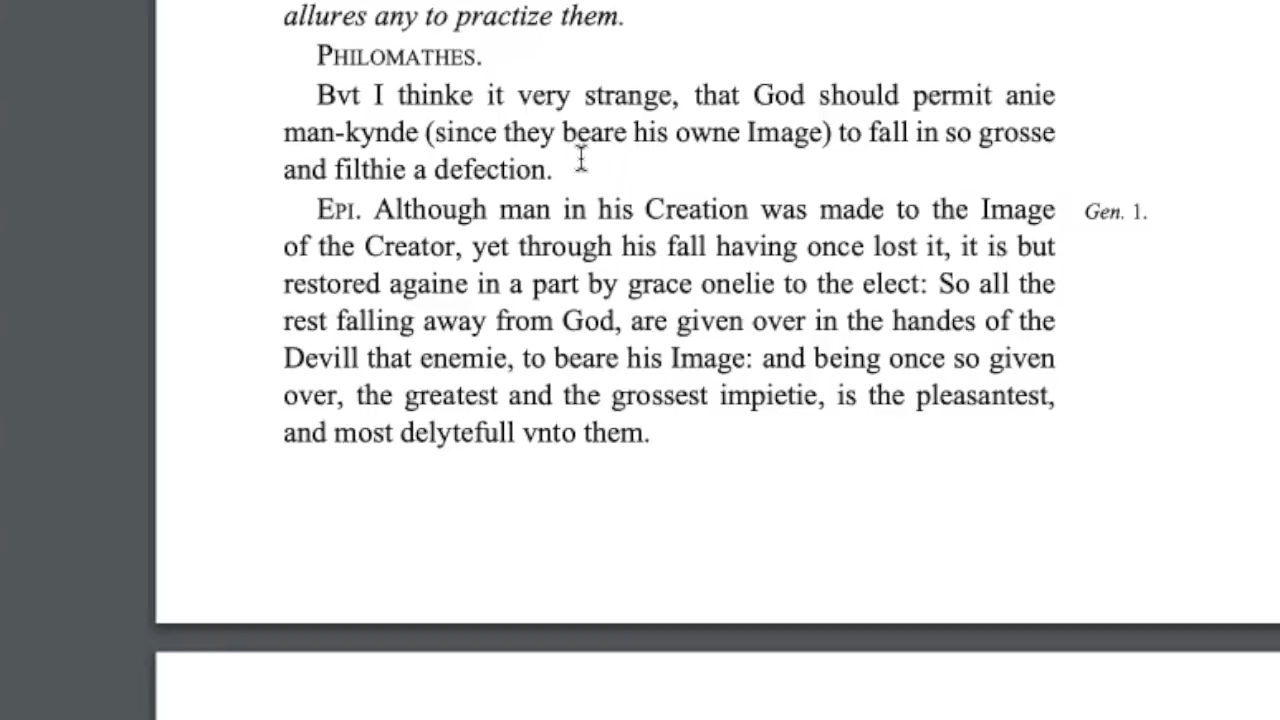 allures any to practize them.
PHILOMATHES.
Bvt I thinke it very strange, that God should permit anie
man-kynde (since they beare his owne Image) to fall in so grosse
and filthie a defection.
EPI. Although man in his Creation was made to the Image Gen. 1.
of the Creator, yet through his fall having once lost it, it is but
restored againe in a part by grace onelie to the elect: So all the
rest falling away from God, are given over in the handes of the
Devill that enemie, to beare his Image: and being once so given
over, the greatest and the grossest impietie, is the pleasantest,
and most delytefull vnto them.